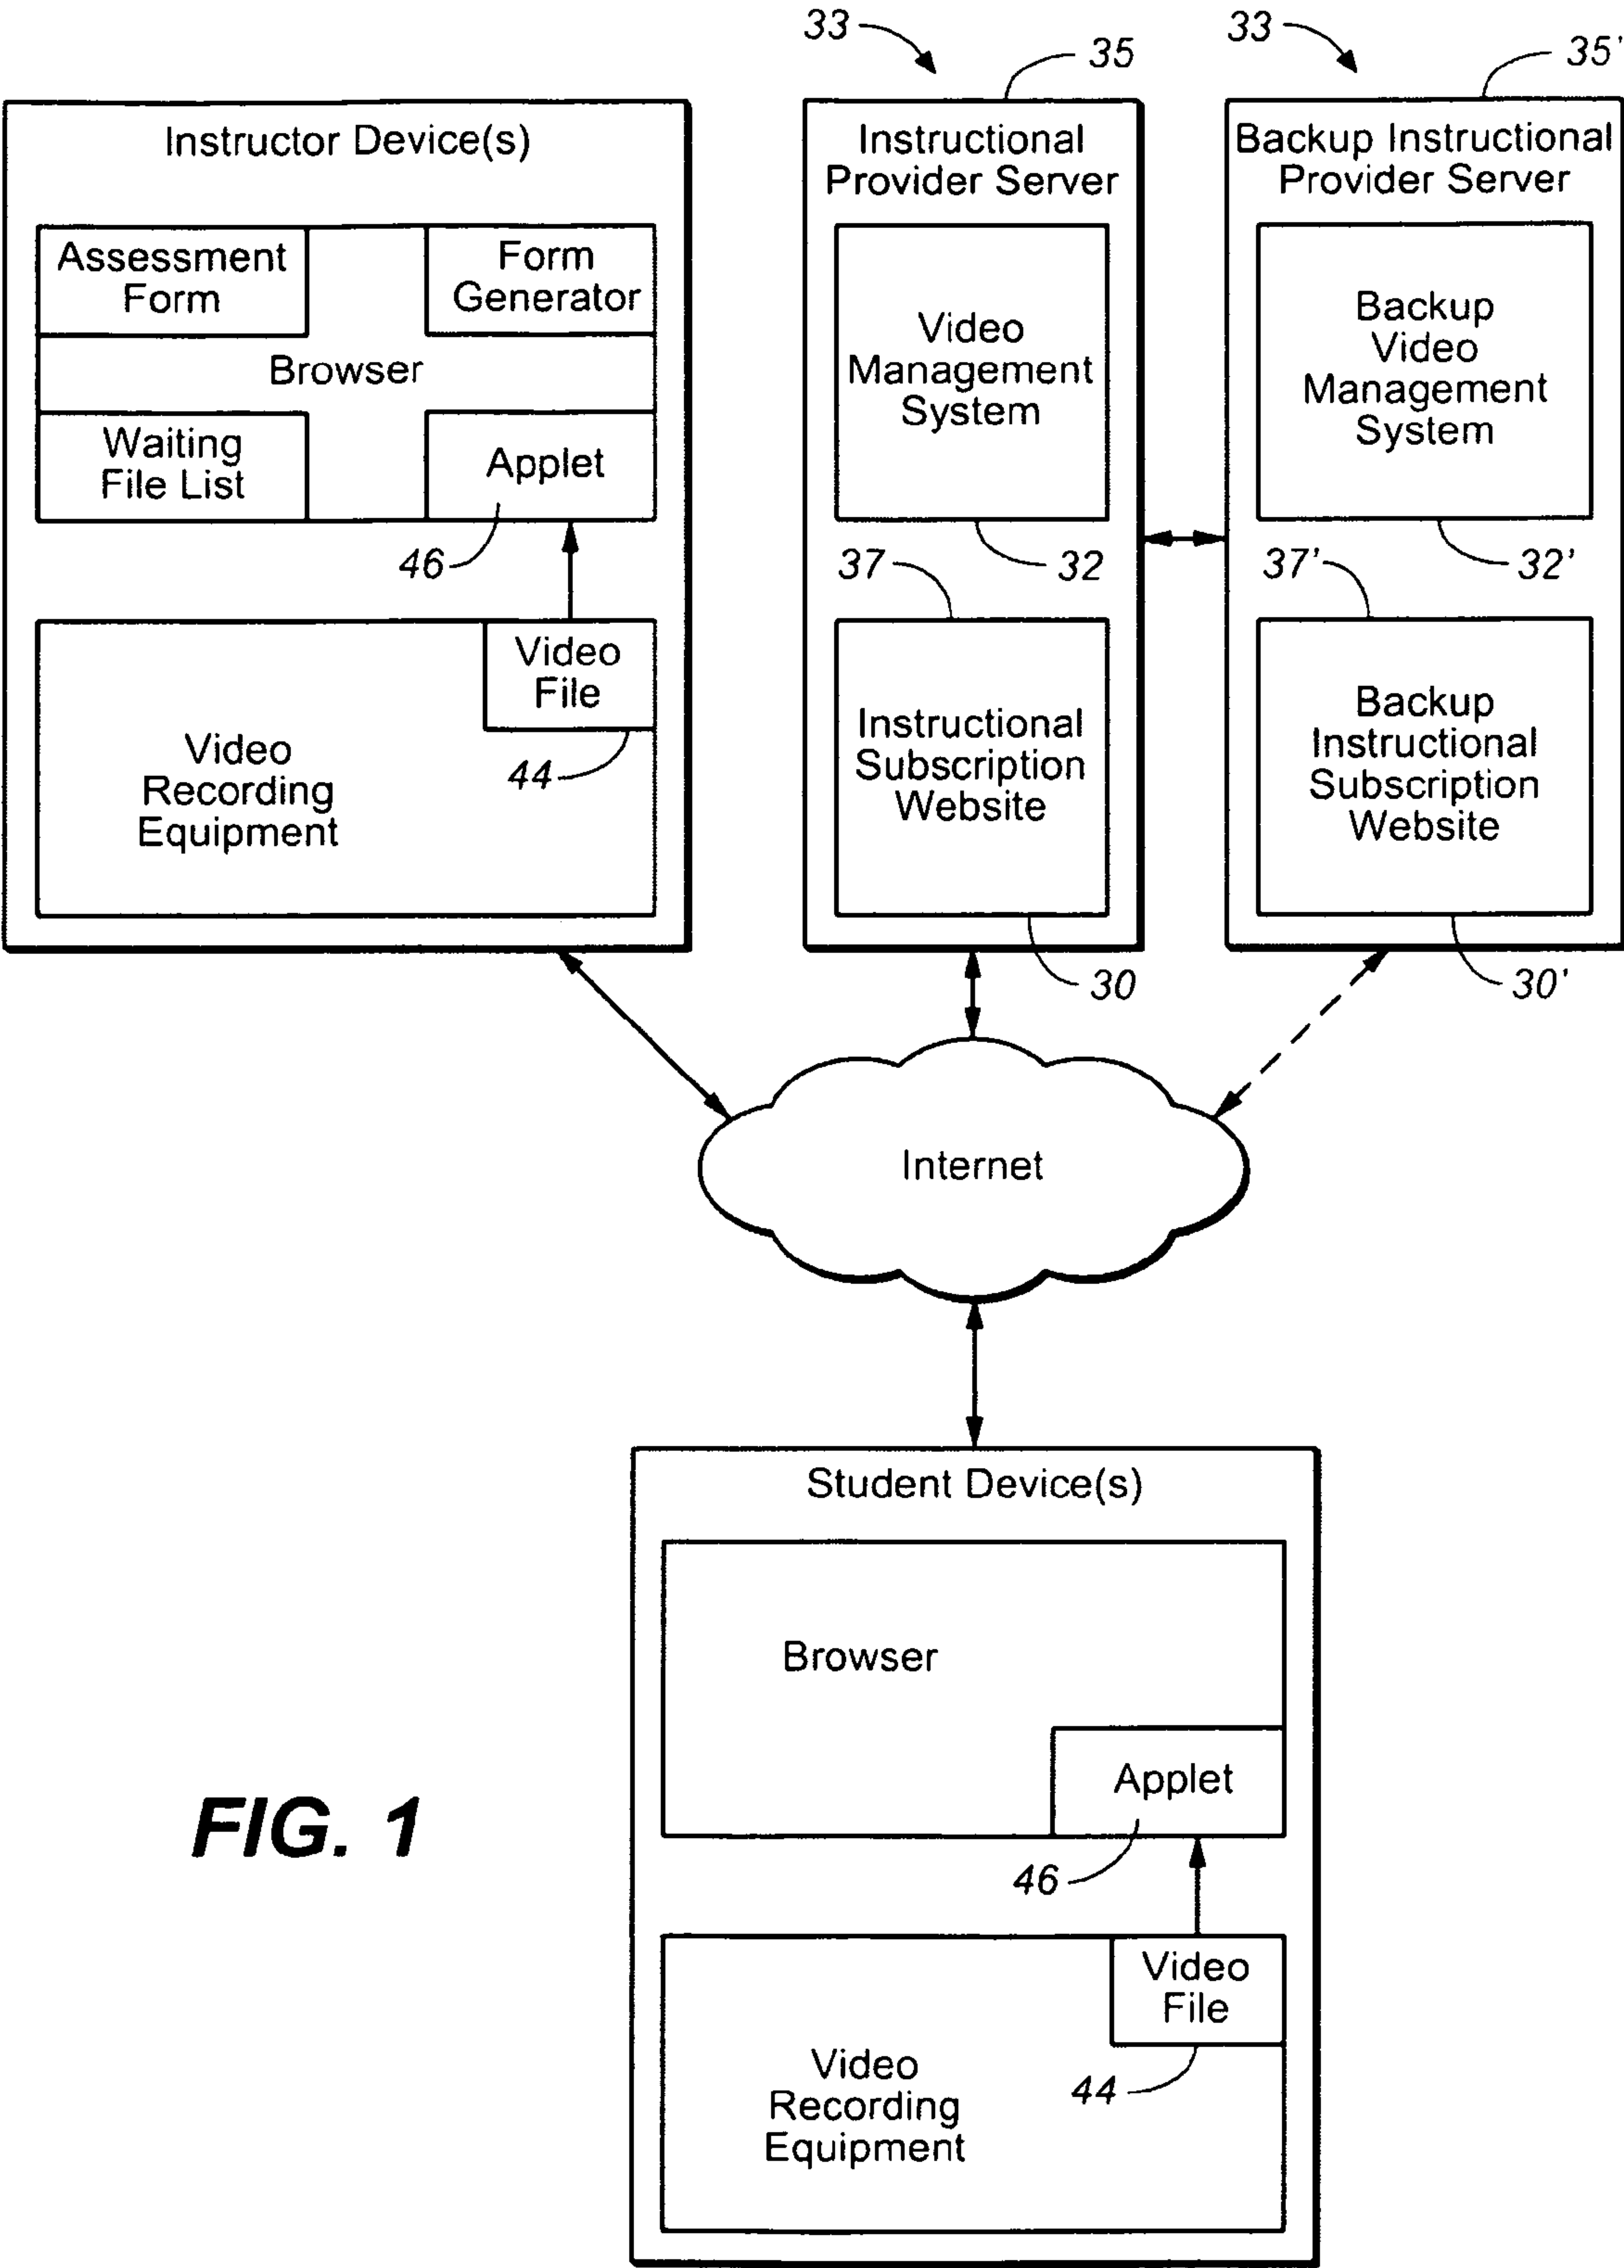 33
35
33
35'
Instructor Device(s)
Assessment
Form
Form
Generator
Browser
Waiting
File List
Applet
46
Video
File
44
Video
Recording
Equipment
Instructional
Provider Server
Video
Management
System
32
37
Instructional
Subscription
Website
30
Backup Instructional
Provider Server
Backup
Video
Management
System
32'
37'
Backup
Instructional
Subscription
Website
30'
Internet
Student Device(s)
Browser
Applet
46
Video
File
44
Video
Recording
Equipment
FIG. 1